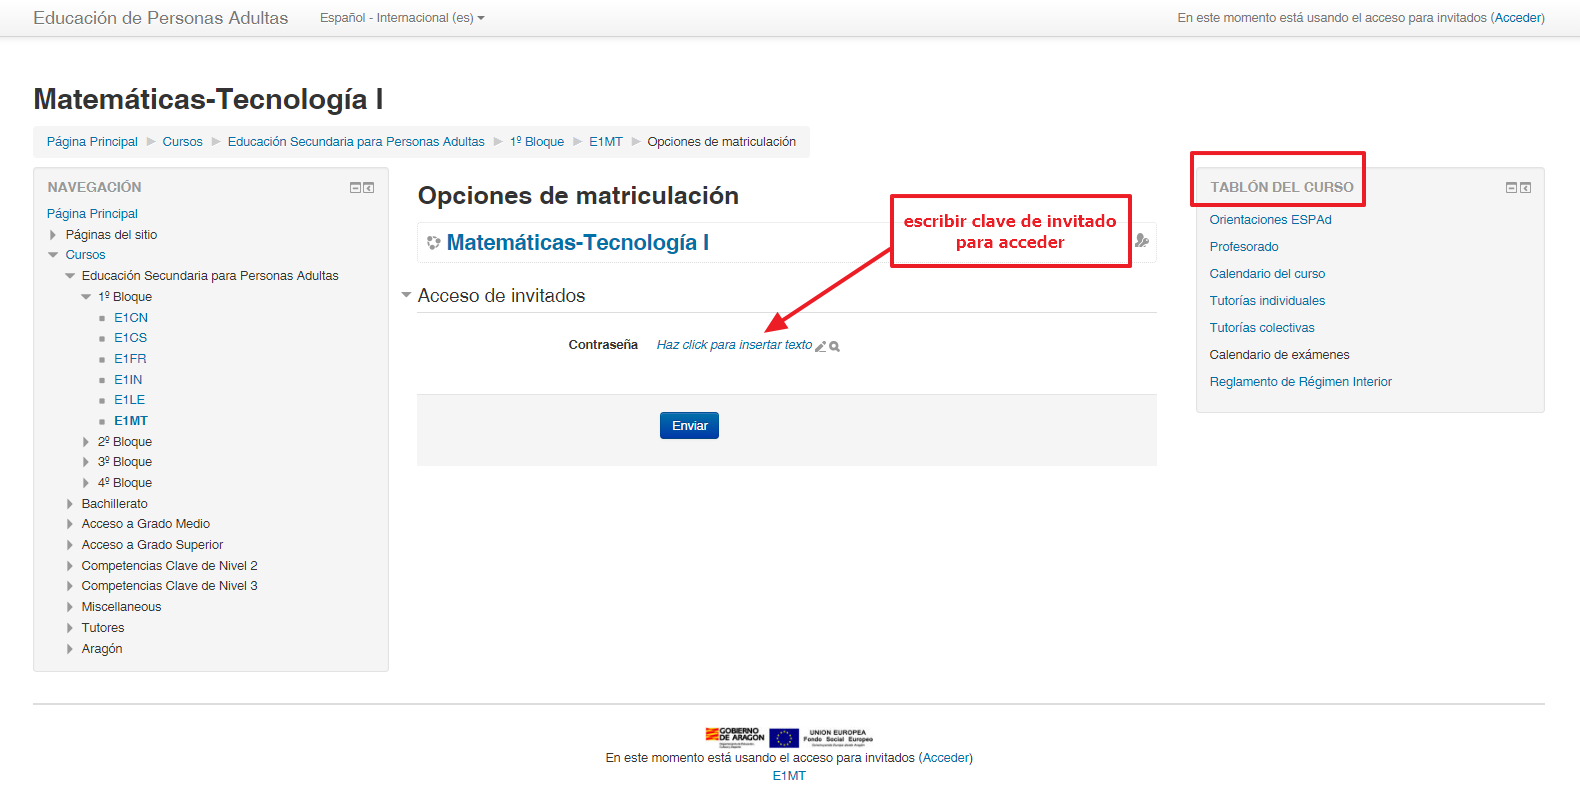 Educación de Personas Adultas
Español - Internacional (es)
En este momento está usando el acceso para invitados (Acceder)
Matemáticas-Tecnología I
Página Principal Cursos Educación Secundaria para Personas Adultas 1º Bloque E1MT Opciones de matriculación
NAVEGACIÓN
Página Principal
Páginas del sitio
Cursos
Educación Secundaria para Personas Adultas
1º Bloque
E1CN
E1CS
E1FR
E1IN
E1LE
E1MT
2º Bloque
3º Bloque
4º Bloque
Bachillerato
Acceso a Grado Medio
Acceso a Grado Superior
Competencias Clave de Nivel 2
Competencias Clave de Nivel 3
Miscellaneous
Tutores
Aragón
Opciones de matriculación
Matemáticas-Tecnología I
escribir clave de invitado
para acceder
Acceso de invitados
Contraseña Haz click para insertar texto
Enviar
TABLÓN DEL CURSO
Orientaciones ESPAd
Profesorado
Calendario del curso
Tutorías individuales
Tutorías colectivas
Calendario de exámenes
Reglamento de Régimen Interior
GOBIERNO
DE ARAGON
UNION EUROPEA
Fondo Social Europeo
En este momento está usando el acceso para invitados (Acceder)
E1MT